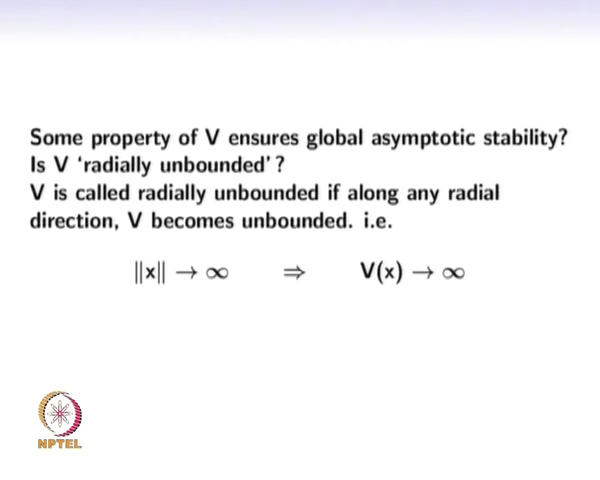 Some property of V ensures global asymptotic stability?
Is V ‘radially unbounded’?
V is called radially unbounded if along any radial
direction, V becomes unbounded. i.e.
||x|| → ∞ ⇒ V(x) → ∞
NPTEL